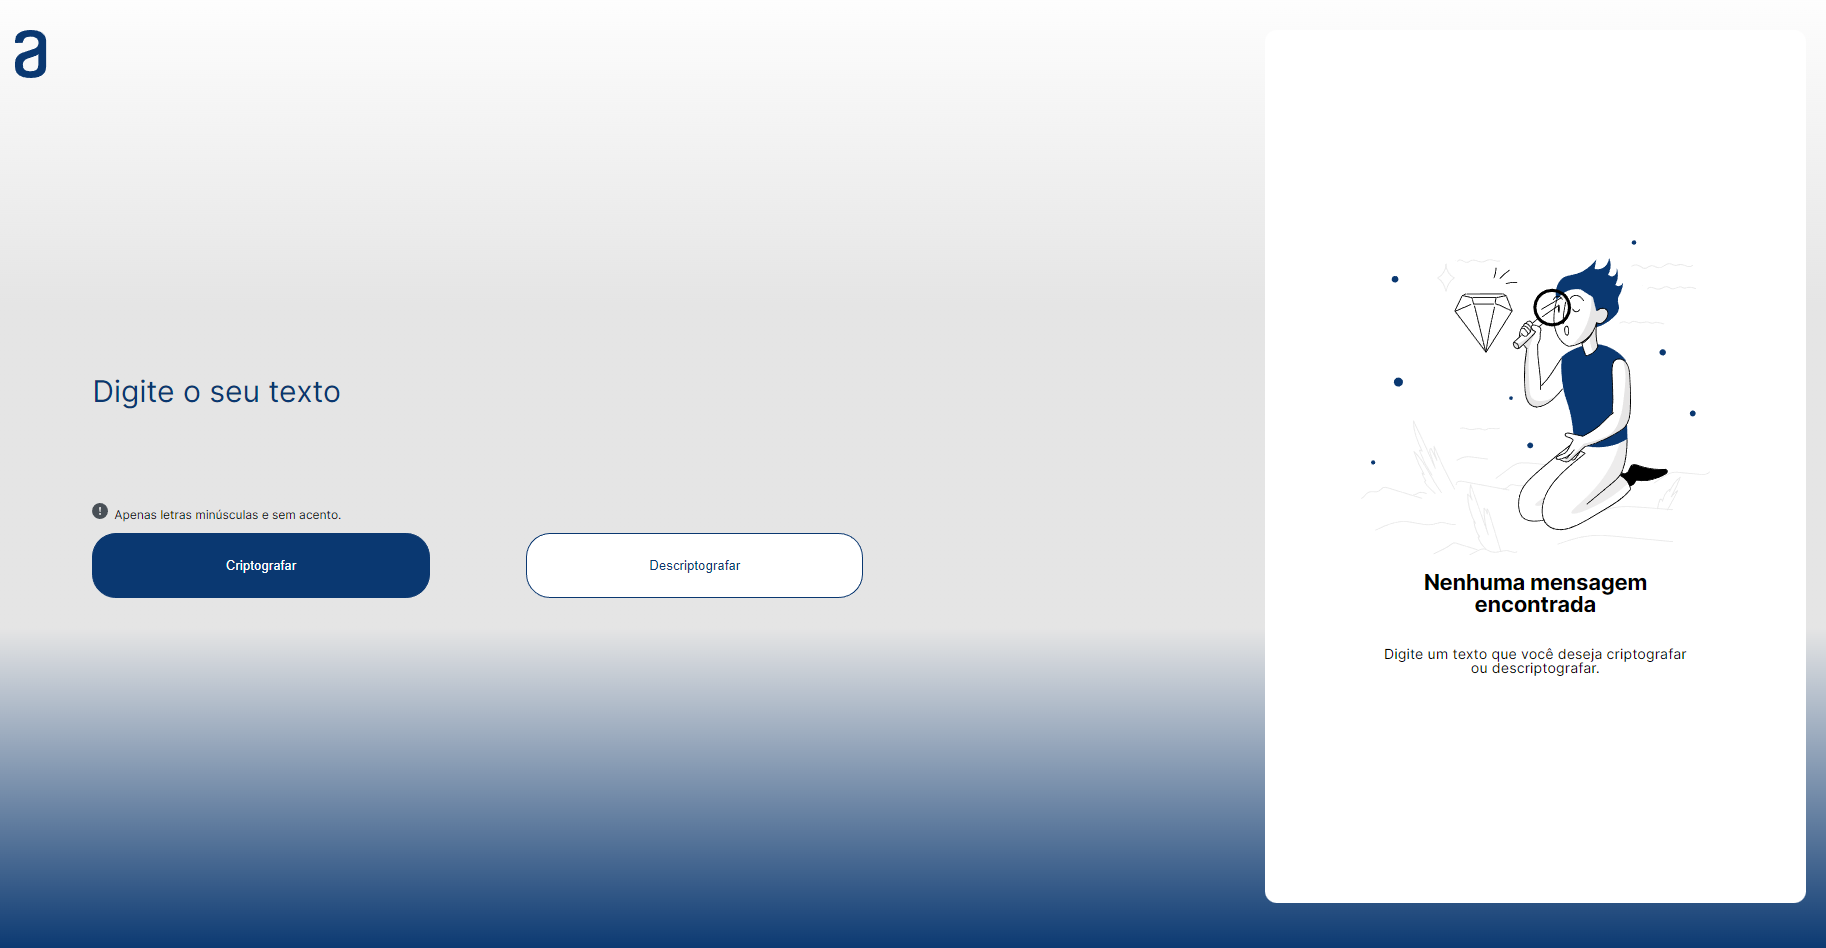 a
Digite o seu texto
Apenas letras minúsculas e sem acento.
Criptografar
Descriptografar
Nenhuma mensagem
encontrada
Digite um texto que você deseja criptografar
ou descriptografar.